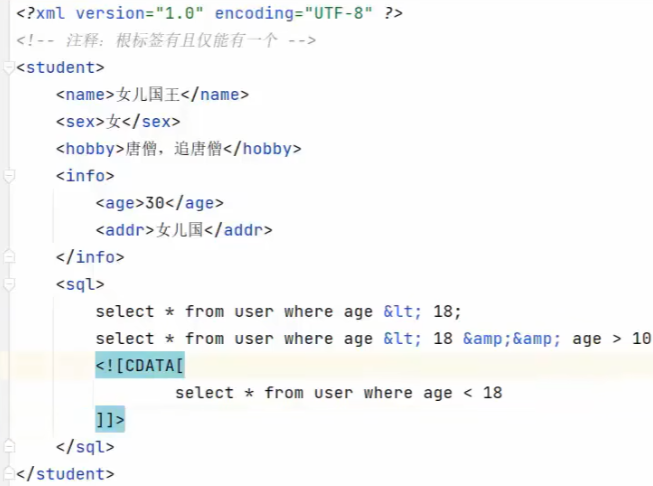 <?xml version="1.0" encoding="UTF-8" ?>
<!-- 注释：根标签有且仅能有一个 -->
<student>
    <name>女儿国王</name>
    <sex>女</sex>
    <hobby>唐僧，追唐僧</hobby>
    <info>
        <age>30</age>
        <addr>女儿国</addr>
    </info>
    <sql>
        select * from user where age &lt; 18;
        select * from user where age &lt; 18 &amp;&amp; age > 10
        <![CDATA[
                select * from user where age < 18
        ]]>
    </sql>
</student>